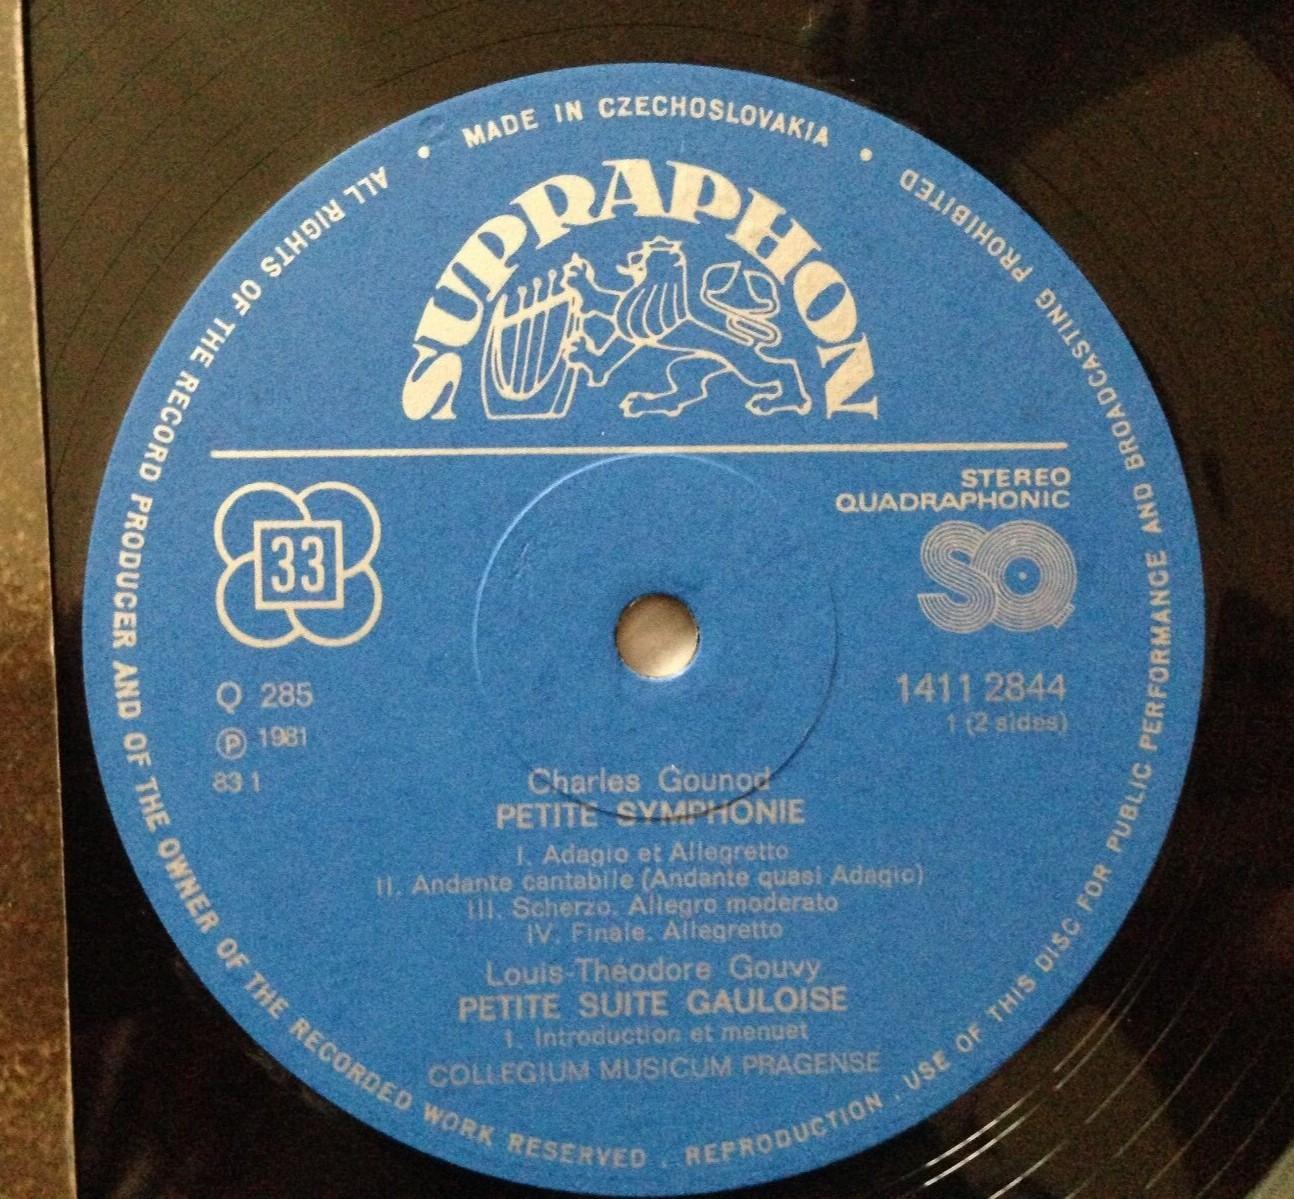 MADE IN CZECHOSLOVAKIA
ALL RIGHTS OF THE RECORD PRODUCER AND OF THE OWNER OF THE RECORDED WORK RESERVED . REPRODUCTION . USE OF THIS DISC FOR PUBLIC PERFORMANCE AND BROADCASTING PROHIBITED
SUPRAPHON
STEREO
QUADRAPHONIC
33
SQ
Q 285
1411 2844
℗ 1981
1 (2 sides)
83 1
Charles Gounod
PETITE SYMPHONIE
I. Adagio et Allegretto
II. Andante cantabile (Andante quasi Adagio)
III. Scherzo. Allegro moderato
IV. Finale. Allegretto
Louis-Théodore Gouvy
PETITE SUITE GAULOISE
1. Introduction et menuet
COLLEGIUM MUSICUM PRAGENSE